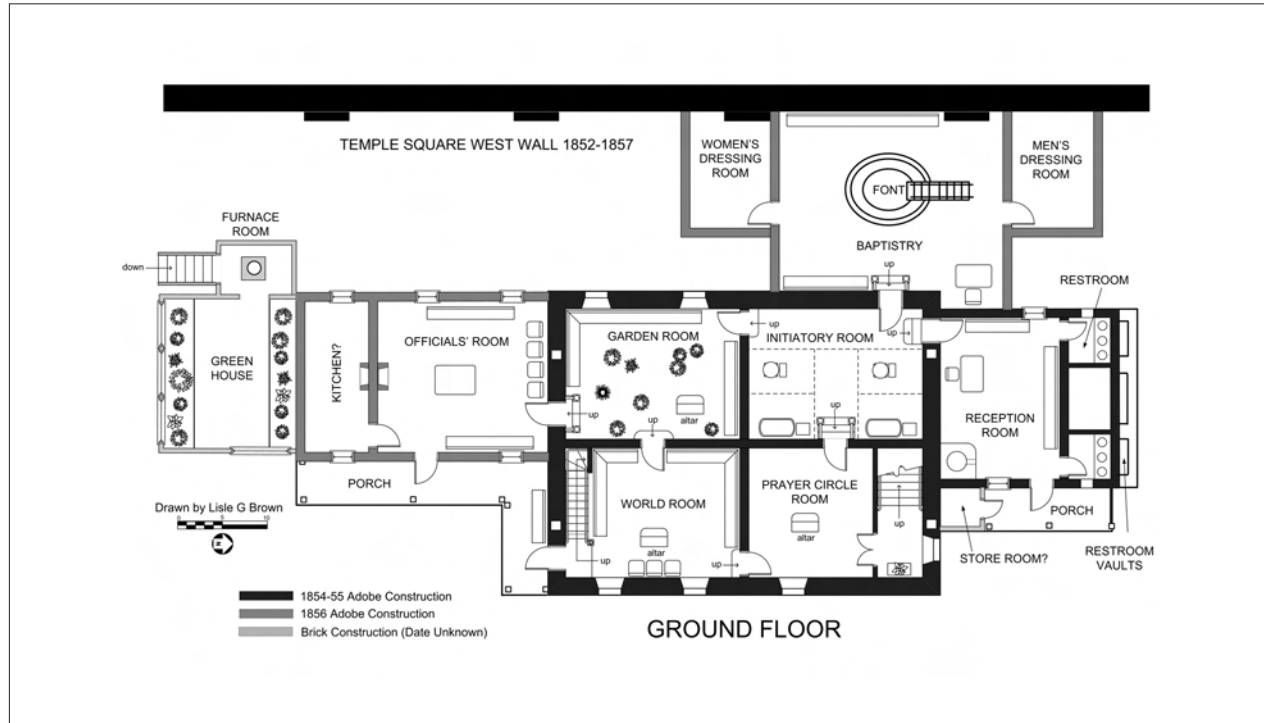 TEMPLE SQUARE WEST WALL 1852-1857
WOMEN'S
DRESSING
ROOM
MEN'S
DRESSING
ROOM
FONT
BAPTISTRY
up
FURNACE
ROOM
down
GREEN
HOUSE
KITCHEN?
OFFICIALS' ROOM
up
GARDEN ROOM
altar
up
up
INITIATORY ROOM
up
up
RESTROOM
RECEPTION
ROOM
PORCH
WORLD ROOM
altar
up
up
PRAYER CIRCLE
ROOM
altar
up
PORCH
STORE ROOM?
RESTROOM
VAULTS
Drawn by Lisle G Brown
0 5 10
N
1854-55 Adobe Construction
1856 Adobe Construction
Brick Construction (Date Unknown)
GROUND FLOOR